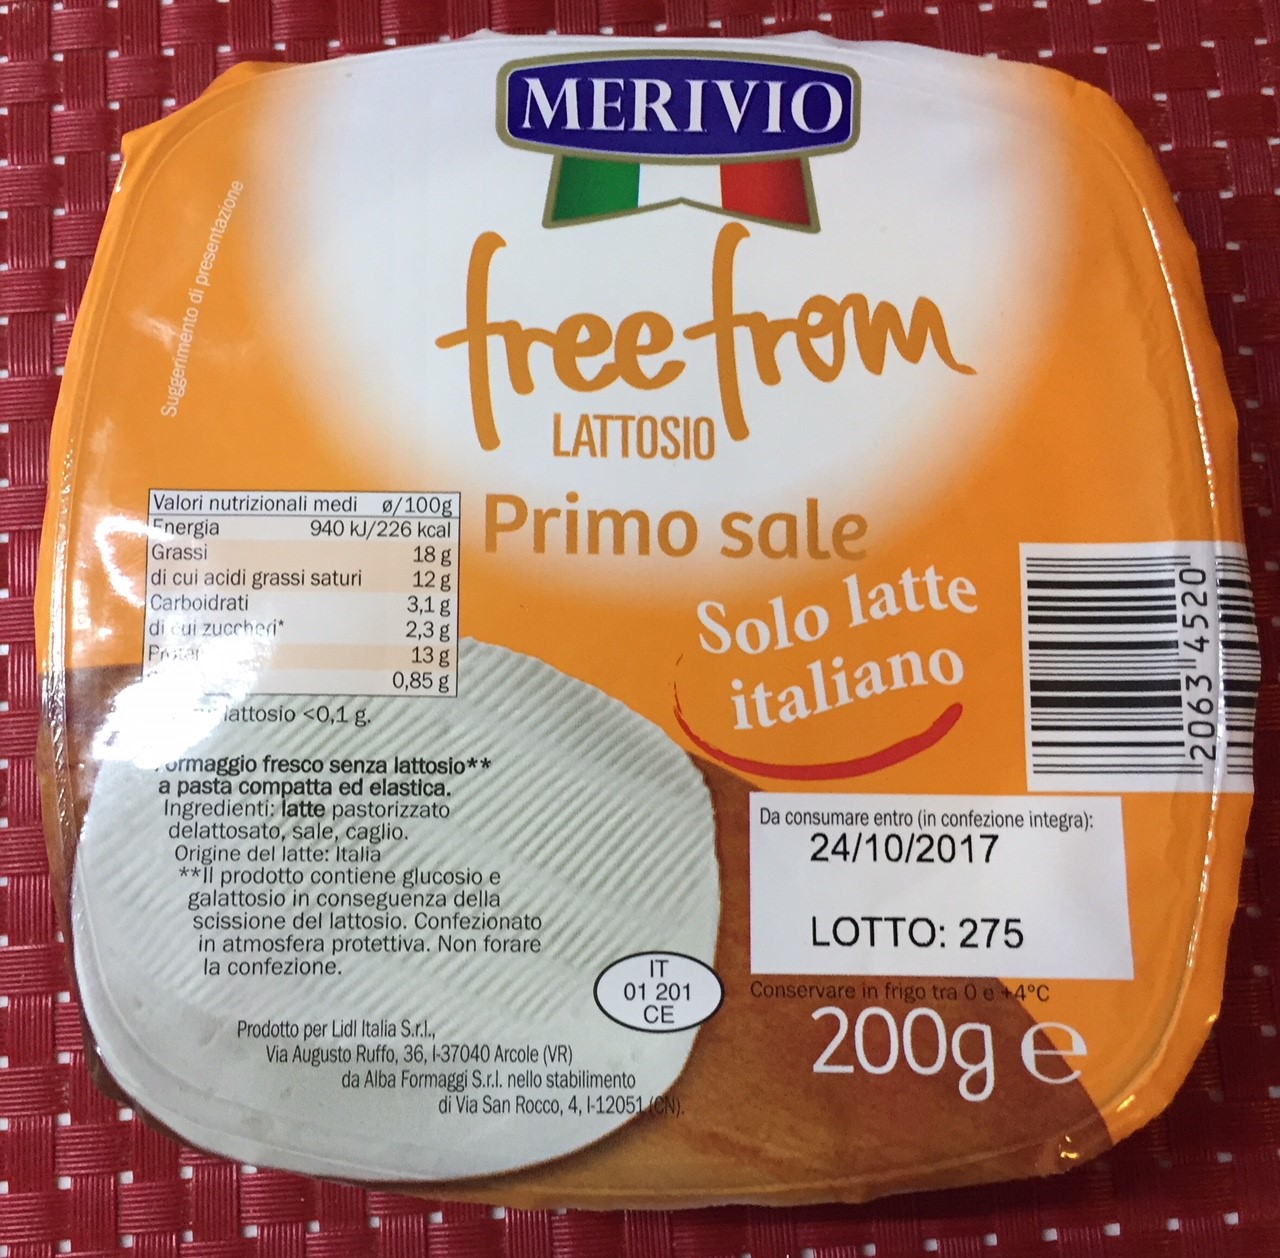 MERIVIO
free from
LATTOSIO
Primo sale
Solo latte
italiano
Suggerimento di presentazione
Valori nutrizionali medi ø/100g
Energia 940 kJ/226 kcal
Grassi 18 g
di cui acidi grassi saturi 12 g
Carboidrati 3,1 g
di cui zuccheri* 2,3 g
13 g
0,85 g
lattosio <0,1 g.
formaggio fresco senza lattosio**
a pasta compatta ed elastica.
Ingredienti: latte pastorizzato
delattosato, sale, caglio.
Origine del latte: Italia
**Il prodotto contiene glucosio e
galattosio in conseguenza della
scissione del lattosio. Confezionato
in atmosfera protettiva. Non forare
la confezione.
IT
01 201
CE
Prodotto per Lidl Italia S.r.l.,
Via Augusto Ruffo, 36, I-37040 Arcole (VR)
da Alba Formaggi S.r.l. nello stabilimento
di Via San Rocco, 4, I-12051 (CN).
2063 4520
Da consumare entro (in confezione integra):
24/10/2017
LOTTO: 275
Conservare in frigo tra 0 e +4°C
200g e